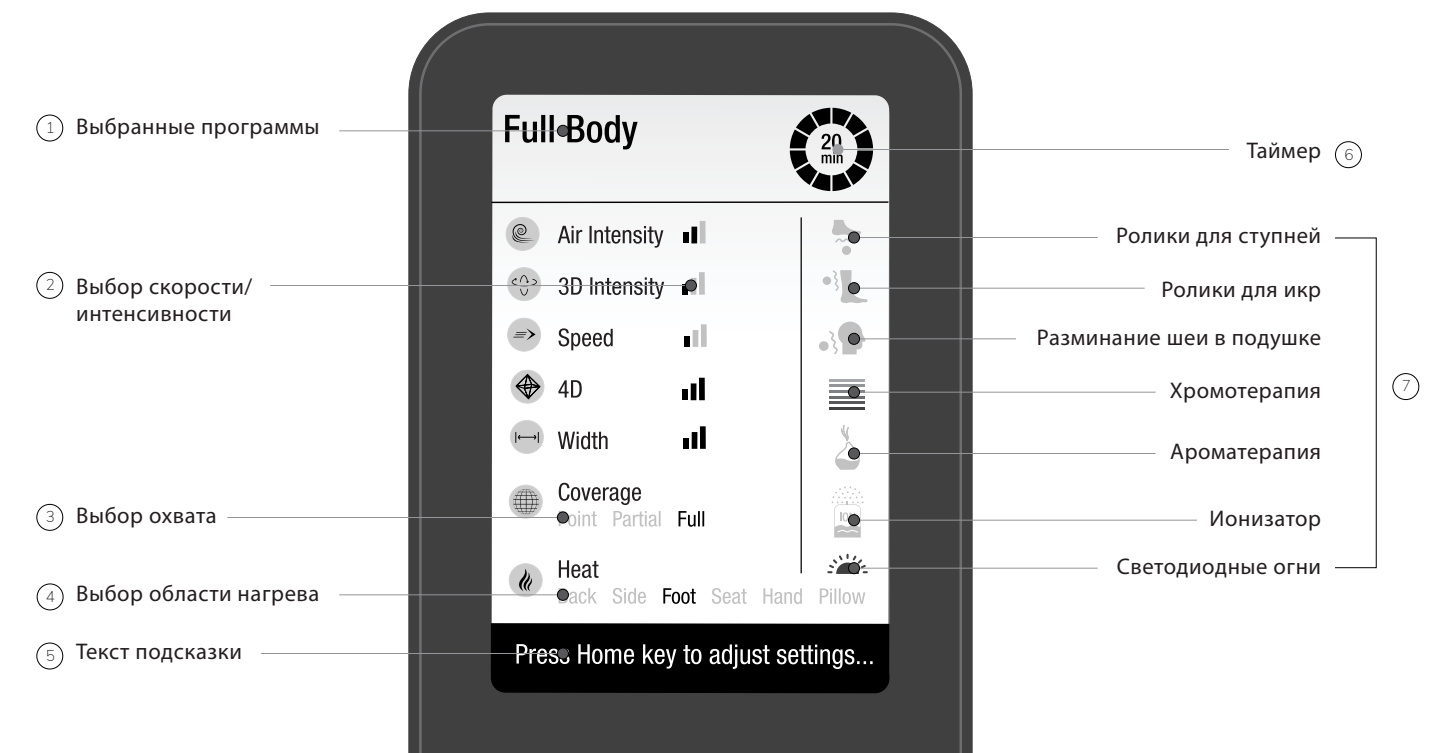 1 Выбранные программы
2 Выбор скорости/
интенсивности
3 Выбор охвата
4 Выбор области нагрева
5 Текст подсказки
Full Body
20
min
Air Intensity
3D Intensity
Speed
4D
Width
Coverage
Point Partial Full
Heat
Back Side Foot Seat Hand Pillow
Press Home key to adjust settings...
Таймер 6
Ролики для ступней
Ролики для икр
Разминание шеи в подушке
Хромотерапия
Ароматерапия
Ионизатор
Светодиодные огни
7